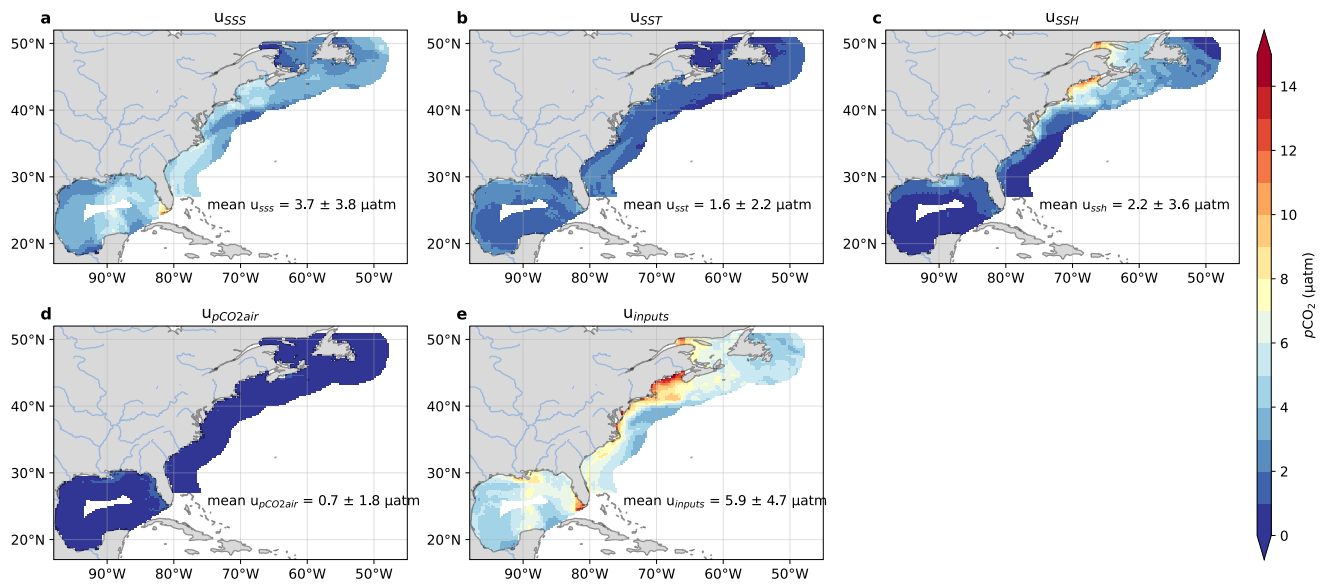 a u_SSS
b u_SST
c u_SSH
50°N
40°N
30°N
20°N
mean u_sss = 3.7 ± 3.8 µatm
mean u_sst = 1.6 ± 2.2 µatm
mean u_ssh = 2.2 ± 3.6 µatm
90°W 80°W 70°W 60°W 50°W
90°W 80°W 70°W 60°W 50°W
90°W 80°W 70°W 60°W 50°W
d u_pCO2air
e u_inputs
50°N
40°N
30°N
20°N
50°N
40°N
30°N
20°N
50°N
40°N
30°N
20°N
50°N
40°N
30°N
20°N
mean u_pCO2air = 0.7 ± 1.8 µatm
mean u_inputs = 5.9 ± 4.7 µatm
90°W 80°W 70°W 60°W 50°W
90°W 80°W 70°W 60°W 50°W
14
12
10
8
6
4
2
0
pCO₂ (µatm)